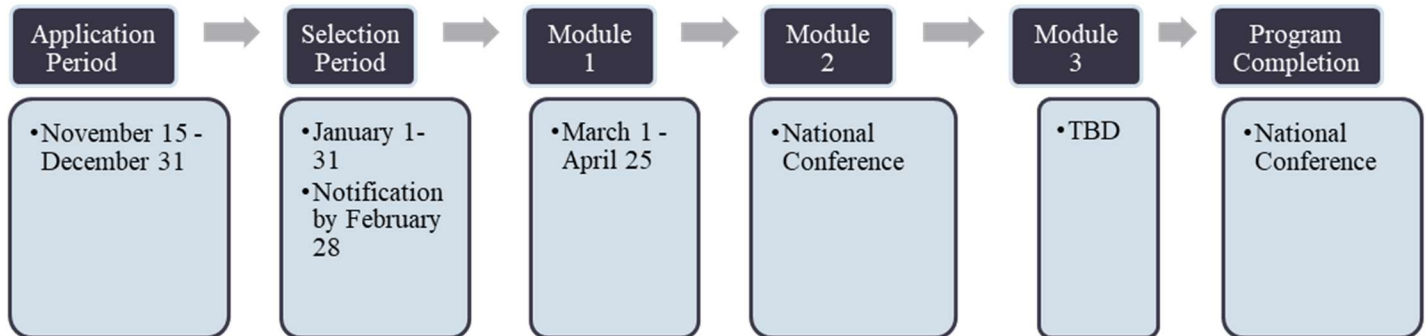 Application
Period
Selection
Period
Module
1
Module
2
Module
3
Program
Completion
•November 15 -
December 31
•January 1-
31
•Notification
by February
28
•March 1 -
April 25
•National
Conference
•TBD
•National
Conference